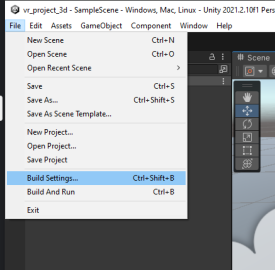 vr_project_3d - SampleScene - Windows, Mac, Linux - Unity 2021.2.10f1 Pers
File Edit Assets GameObject Component Window Help
New Scene Ctrl+N
Open Scene Ctrl+O
Open Recent Scene >
Save Ctrl+S
Save As... Ctrl+Shift+S
Save As Scene Template...
New Project...
Open Project...
Save Project
Build Settings... Ctrl+Shift+B
Build And Run Ctrl+B
Exit
Scene